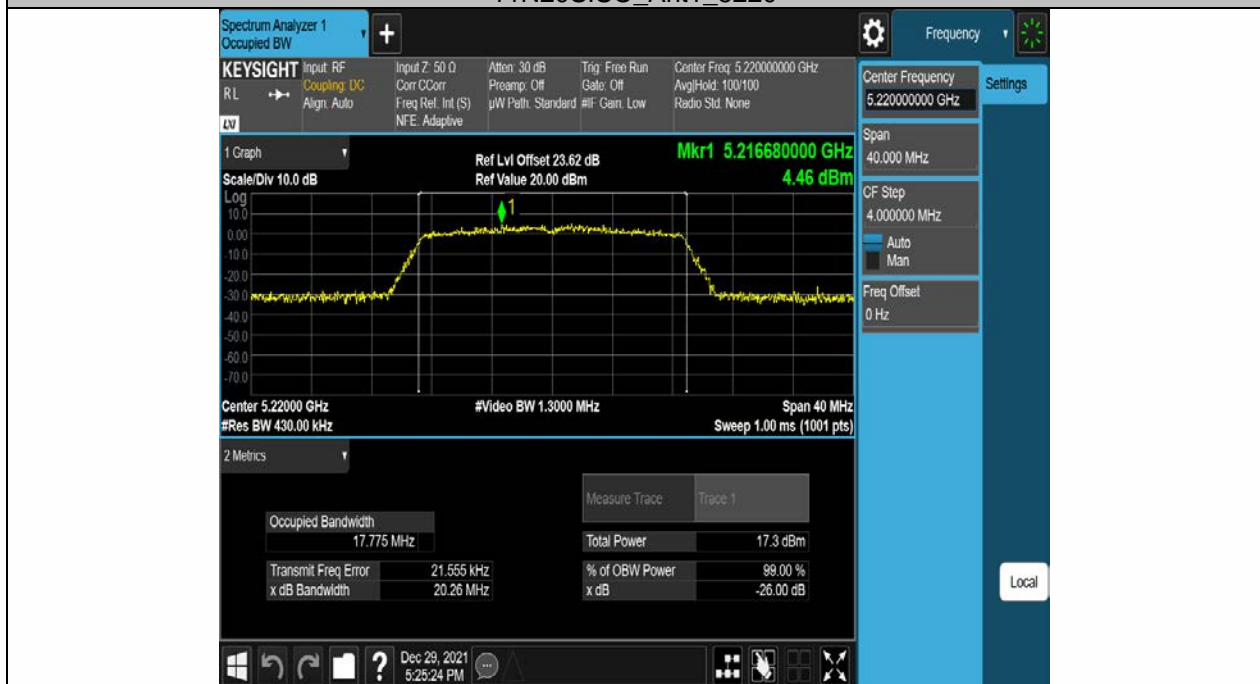 Spectrum Analyzer 1
Occupied BW
+
Frequency
KEYSIGHT
RL
LXI
Input: RF
Coupling: DC
Align: Auto
Input Z: 50 Ω
Corr CCorr
Freq Ref: Int (S)
NFE: Adaptive
Atten: 30 dB
Preamp: Off
µW Path: Standard
Trig: Free Run
Gate: Off
#IF Gain: Low
Center Freq: 5.220000000 GHz
Avg|Hold: 100/100
Radio Std: None
Center Frequency
5.220000000 GHz
Settings
Span
40.000 MHz
CF Step
4.000000 MHz
Auto
Man
Freq Offset
0 Hz
1 Graph
Scale/Div 10.0 dB
Ref Lvl Offset 23.62 dB
Ref Value 20.00 dBm
Mkr1 5.216680000 GHz
4.46 dBm
Log
10.0
0.00
-10.0
-20.0
-30.0
-40.0
-50.0
-60.0
-70.0
1
Center 5.22000 GHz
#Res BW 430.00 kHz
#Video BW 1.3000 MHz
Span 40 MHz
Sweep 1.00 ms (1001 pts)
2 Metrics
Measure Trace Trace 1
Occupied Bandwidth
17.775 MHz
Total Power 17.3 dBm
Transmit Freq Error 21.555 kHz
% of OBW Power 99.00 %
x dB Bandwidth 20.26 MHz
x dB -26.00 dB
Local
?
Dec 29, 2021
5:25:24 PM